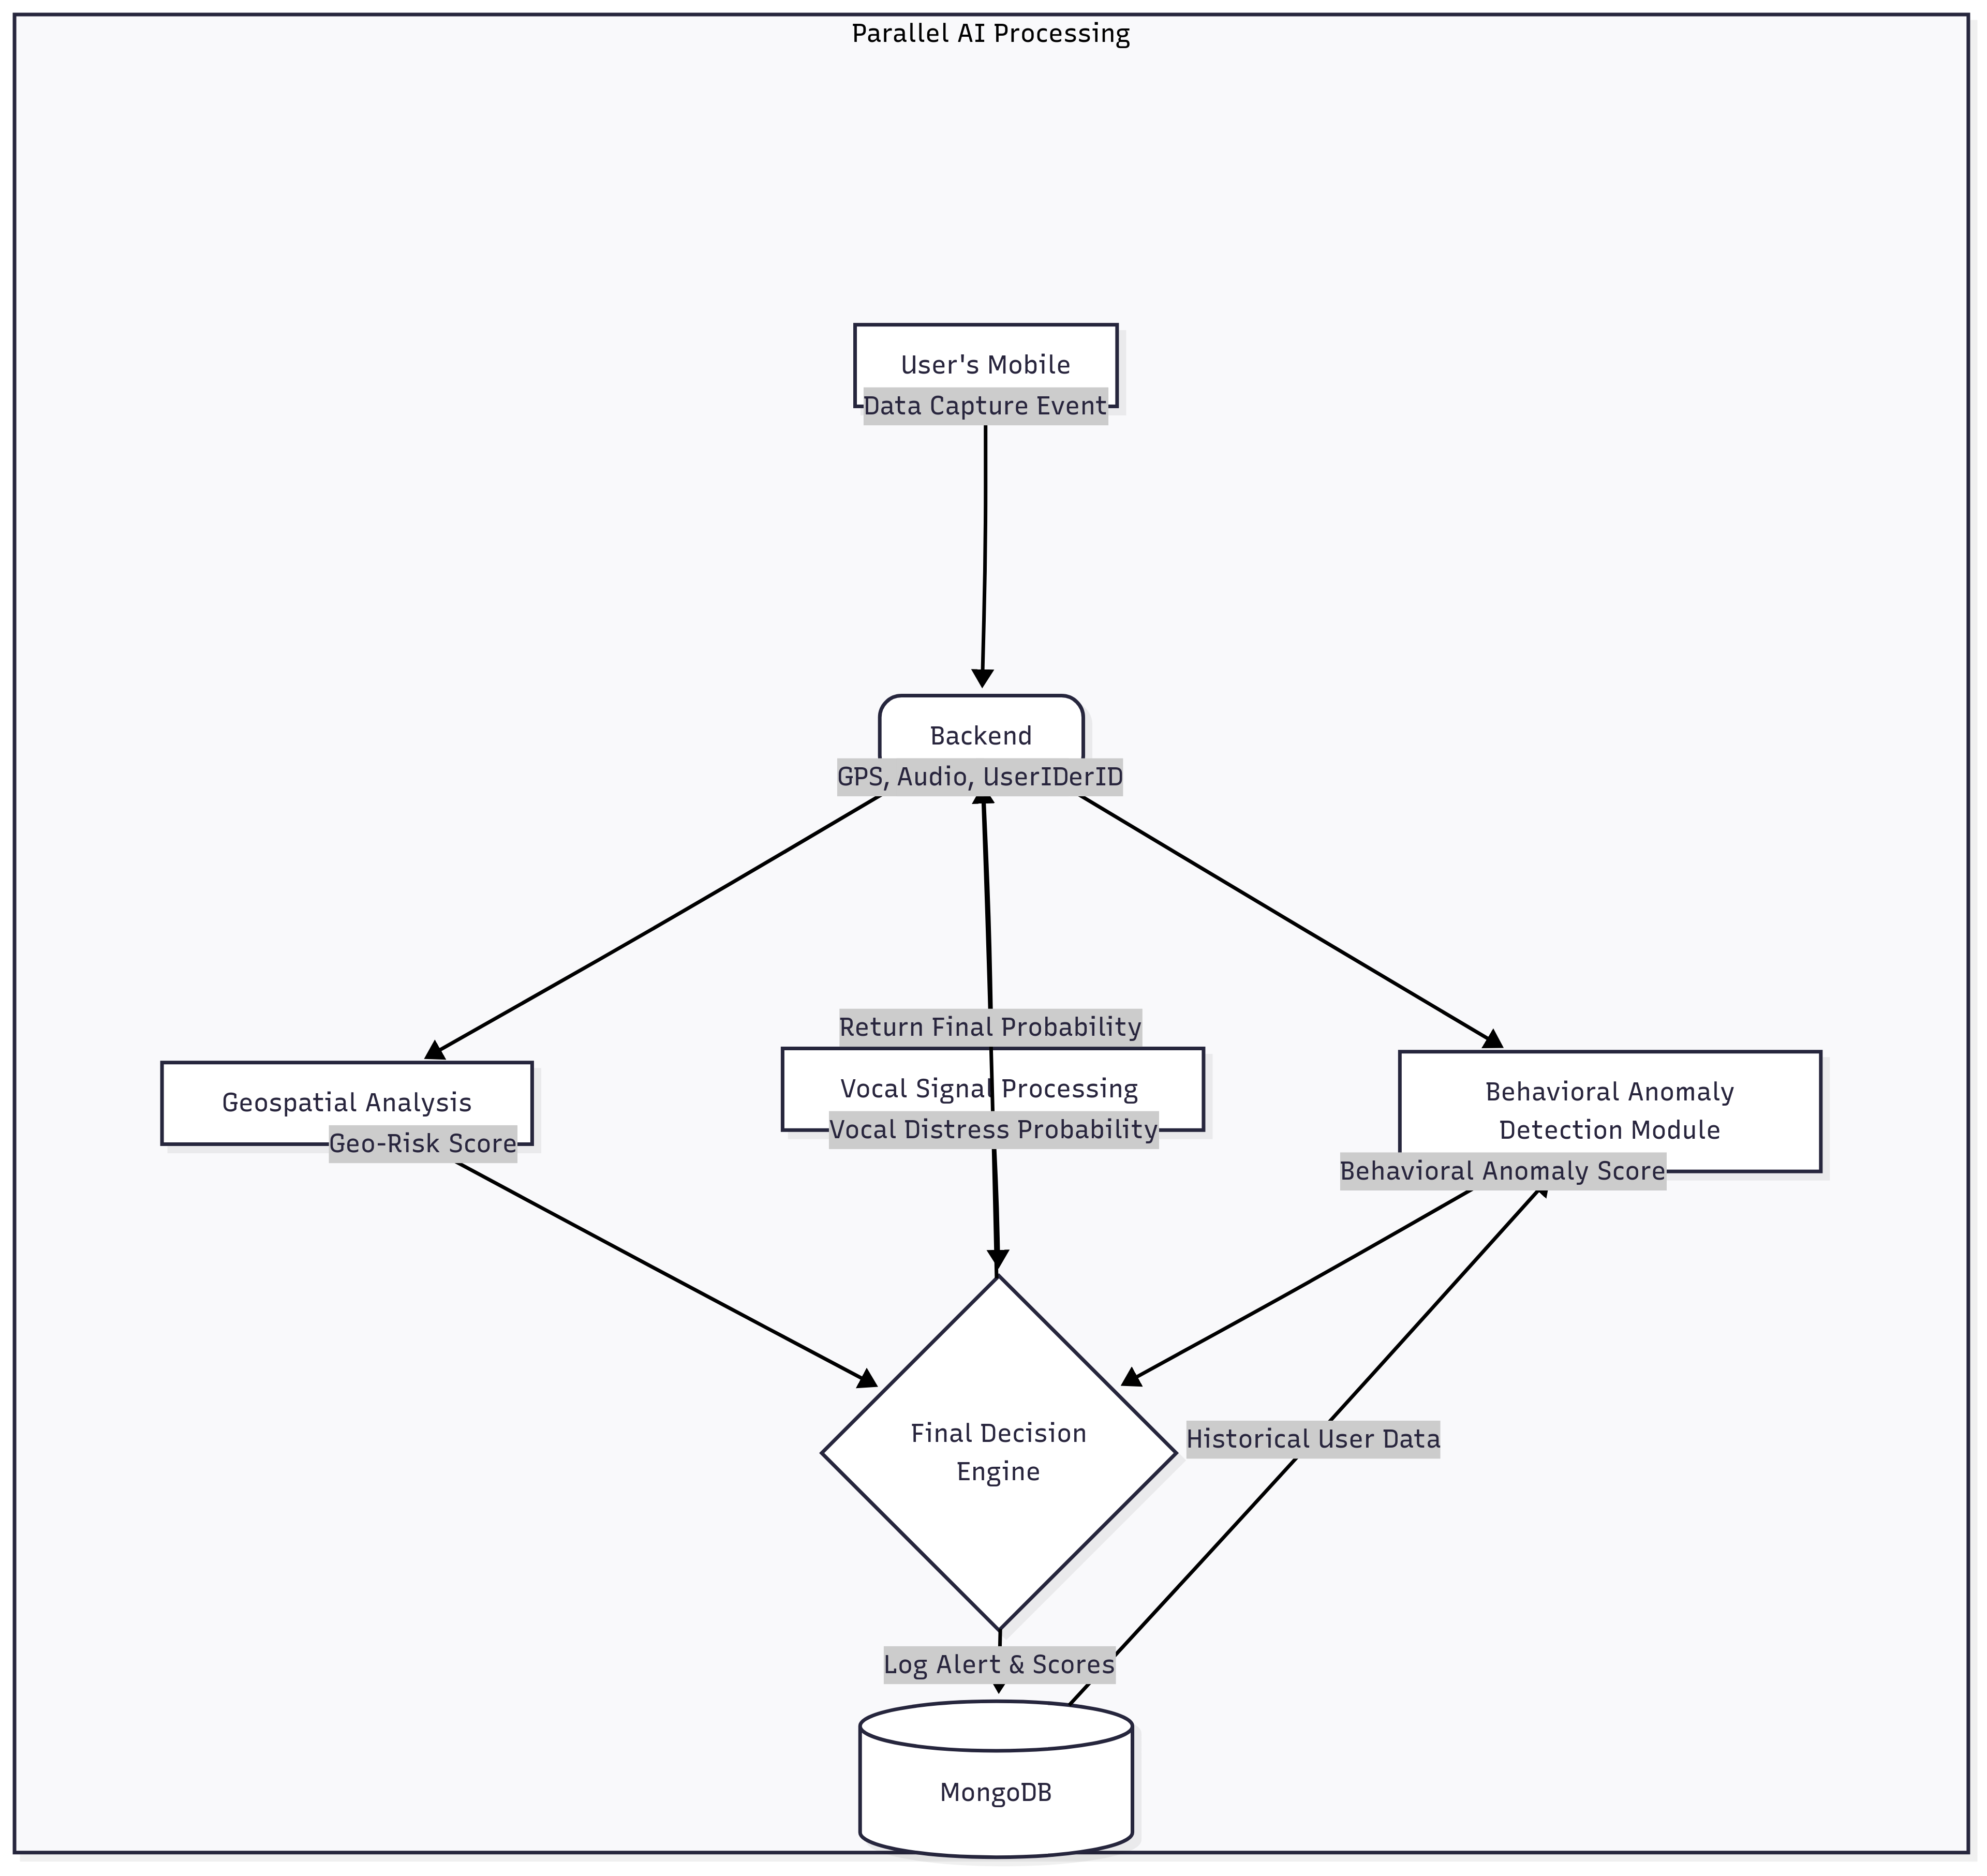 Parallel AI Processing
User's Mobile
Data Capture Event
Backend
GPS, Audio, UserIDerID
Return Final Probability
Geospatial Analysis
Geo-Risk Score
Vocal Signal Processing
Vocal Distress Probability
Behavioral Anomaly
Detection Module
Behavioral Anomaly Score
Final Decision
Engine
Historical User Data
Log Alert & Scores
MongoDB